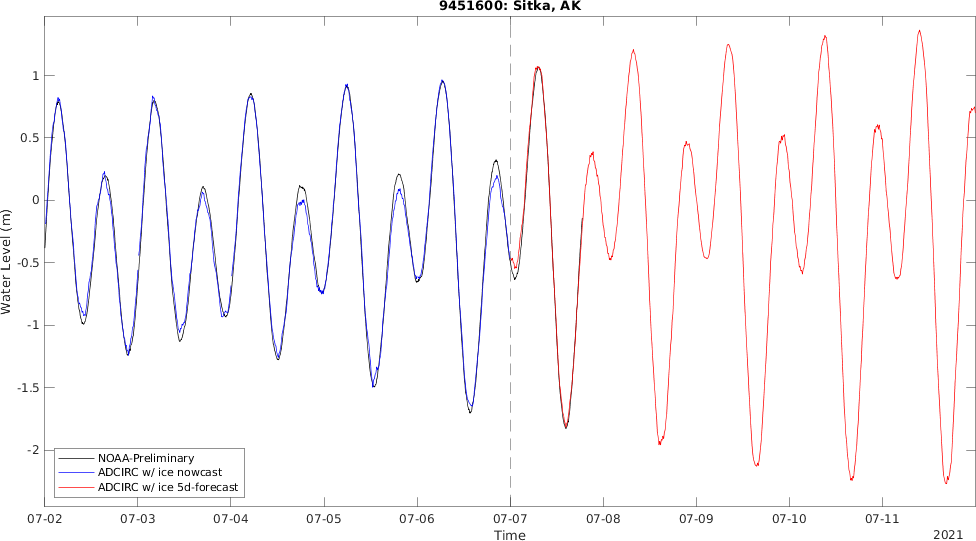 9451600: Sitka, AK
Water Level (m)
1
0.5
0
-0.5
-1
-1.5
-2
NOAA-Preliminary
ADCIRC w/ ice nowcast
ADCIRC w/ ice 5d-forecast
07-02 07-03 07-04 07-05 07-06 07-07 07-08 07-09 07-10 07-11
Time
2021